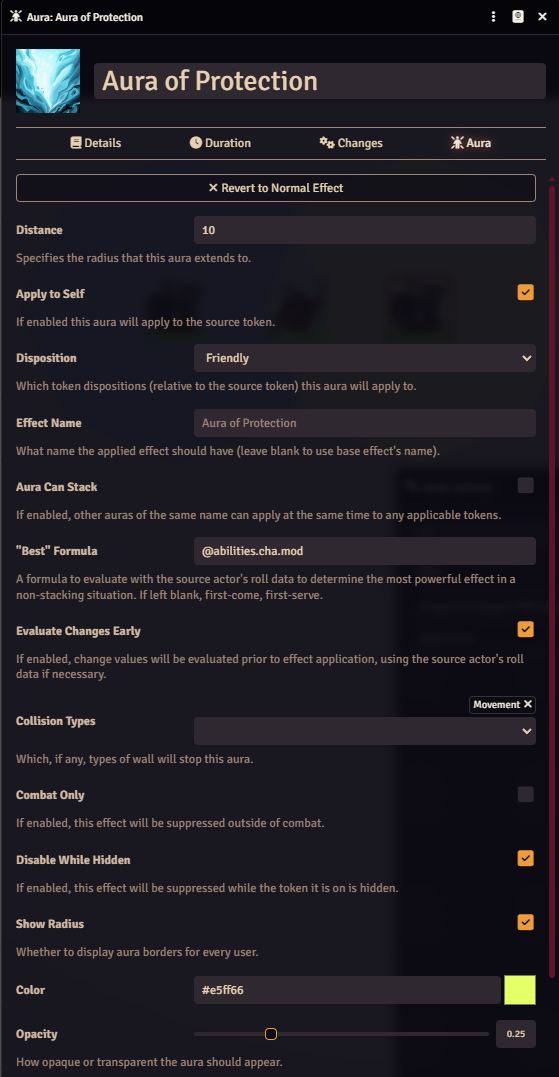 Aura: Aura of Protection
Aura of Protection
Details
Duration
Changes
Aura
✕ Revert to Normal Effect
Distance
10
Specifies the radius that this aura extends to.
Apply to Self
If enabled this aura will apply to the source token.
Disposition
Friendly
Which token dispositions (relative to the source token) this aura will apply to.
Effect Name
Aura of Protection
What name the applied effect should have (leave blank to use base effect's name).
Aura Can Stack
If enabled, other auras of the same name can apply at the same time to any applicable tokens.
"Best" Formula
@abilities.cha.mod
A formula to evaluate with the source actor's roll data to determine the most powerful effect in a
non-stacking situation. If left blank, first-come, first-serve.
Evaluate Changes Early
If enabled, change values will be evaluated prior to effect application, using the source actor's roll
data if necessary.
Movement ✕
Collision Types
Which, if any, types of wall will stop this aura.
Combat Only
If enabled, this effect will be suppressed outside of combat.
Disable While Hidden
If enabled, this effect will be suppressed while the token it is on is hidden.
Show Radius
Whether to display aura borders for every user.
Color
#e5ff66
Opacity
0.25
How opaque or transparent the aura should appear.